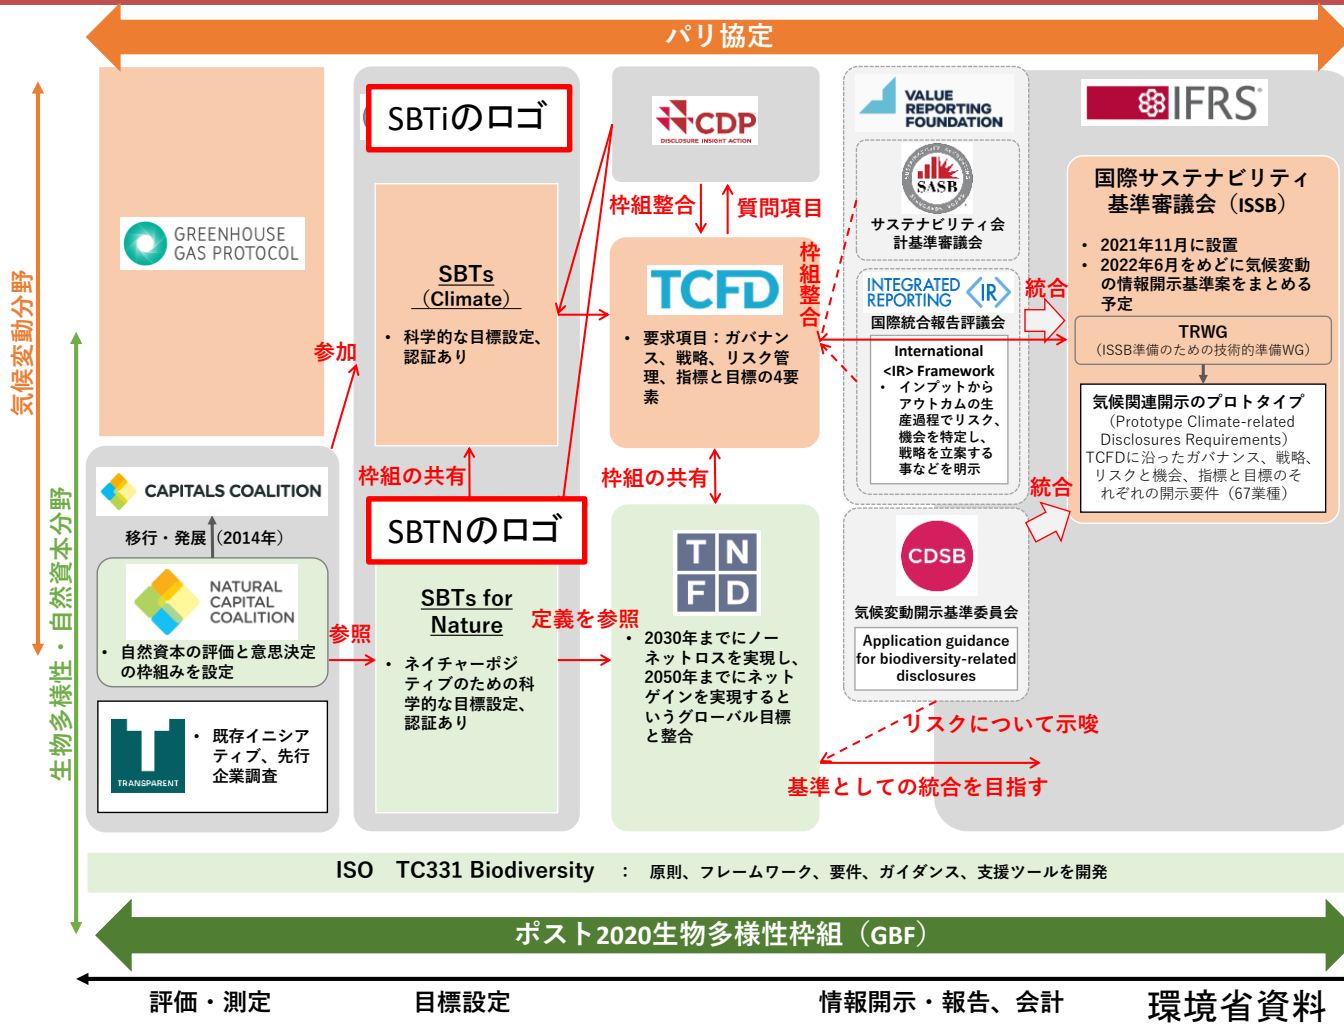 パリ協定
気候変動分野
生物多様性・自然資本分野
GREENHOUSE
GAS PROTOCOL
参加
CAPITALS COALITION
移行・発展（2014年）
NATURAL
CAPITAL
COALITION
• 自然資本の評価と意思決定
の枠組みを設定
参照
TRANSPARENT
• 既存イニシア
ティブ、先行
企業調査
SBTiのロゴ
SBTs
（Climate）
• 科学的な目標設定、
認証あり
枠組の共有
SBTNのロゴ
SBTs for
Nature
• ネイチャーポジ
ティブのための科
学的な目標設定、
認証あり
定義を参照
CDP
DISCLOSURE INSIGHT ACTION
枠組整合
質問項目
TCFD
• 要求項目：ガバナン
ス、戦略、リスク管
理、指標と目標の4要
素
枠組の共有
TN
FD
• 2030年までにノー
ネットロスを実現し、
2050年までにネット
ゲインを実現すると
いうグローバル目標
と整合
枠組整合
VALUE
REPORTING
FOUNDATION
SASB
サステナビリティ会
計基準審議会
INTEGRATED
REPORTING <IR>
国際統合報告評議会
International
<IR> Framework
• インプットから
アウトカムの生
産過程でリスク、
機会を特定し、
戦略を立案する
事などを明示
統合
CDSB
気候変動開示基準委員会
Application guidance
for biodiversity-related
disclosures
統合
リスクについて示唆
基準としての統合を目指す
IFRS
国際サステナビリティ
基準審議会（ISSB）
• 2021年11月に設置
• 2022年6月をめどに気候変動
の情報開示基準案をまとめる
予定
TRWG
（ISSB準備のための技術的準備WG）
気候関連開示のプロトタイプ
（Prototype Climate-related
Disclosures Requirements）
TCFDに沿ったガバナンス、戦略、
リスクと機会、指標と目標のそ
れぞれの開示要件（67業種）
ISO TC331 Biodiversity ： 原則、フレームワーク、要件、ガイダンス、支援ツールを開発
ポスト2020生物多様性枠組（GBF）
評価・測定
目標設定
情報開示・報告、会計
環境省資料